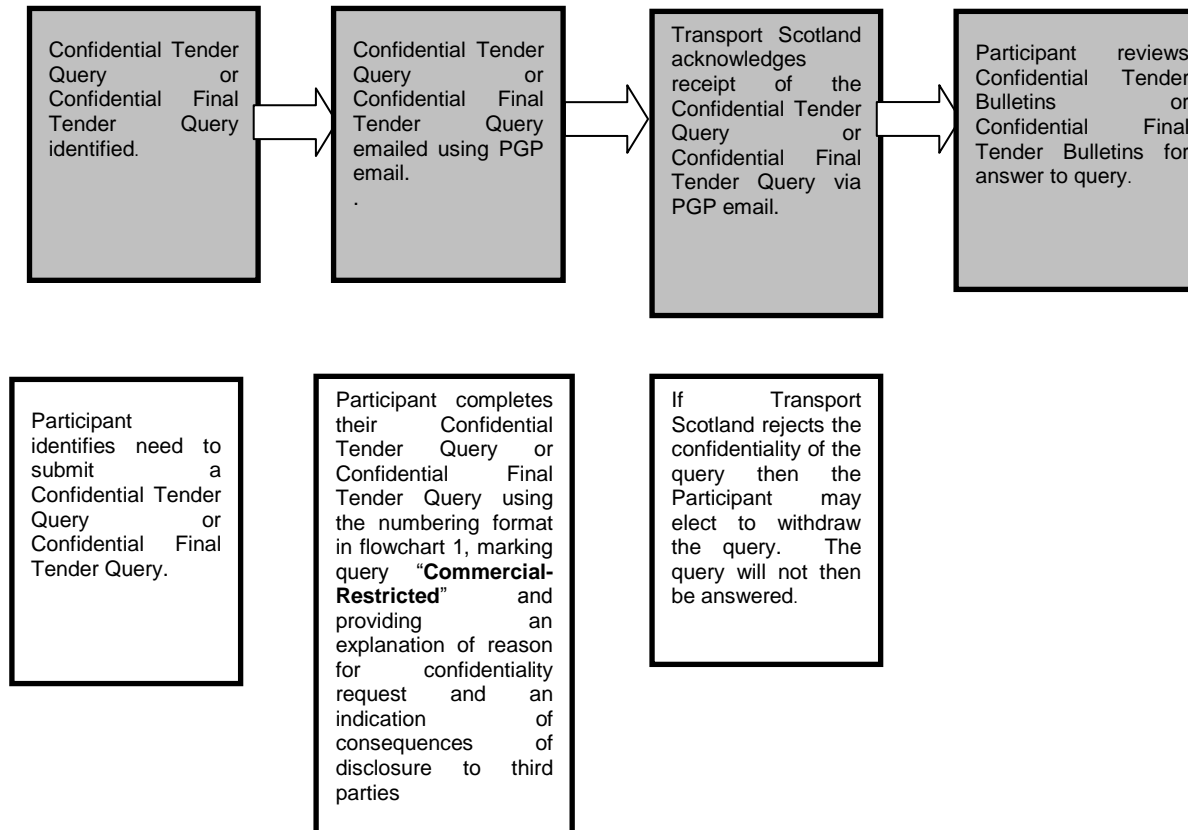 Confidential Tender
Query or
Confidential Final
Tender Query
identified.
Confidential Tender
Query or
Confidential Final
Tender Query
emailed using PGP
email.
.
Transport Scotland
acknowledges
receipt of the
Confidential Tender
Query or
Confidential Final
Tender Query via
PGP email.
Participant reviews
Confidential Tender
Bulletins or
Confidential Final
Tender Bulletins for
answer to query.
Participant
identifies need to
submit a
Confidential Tender
Query or
Confidential Final
Tender Query.
Participant completes
their Confidential
Tender Query or
Confidential Final
Tender Query using
the numbering format
in flowchart 1, marking
query “Commercial-
Restricted” and
providing an
explanation of reason
for confidentiality
request and an
indication of
consequences of
disclosure to third
parties
If Transport
Scotland rejects the
confidentiality of the
query then the
Participant may
elect to withdraw
the query. The
query will not then
be answered.